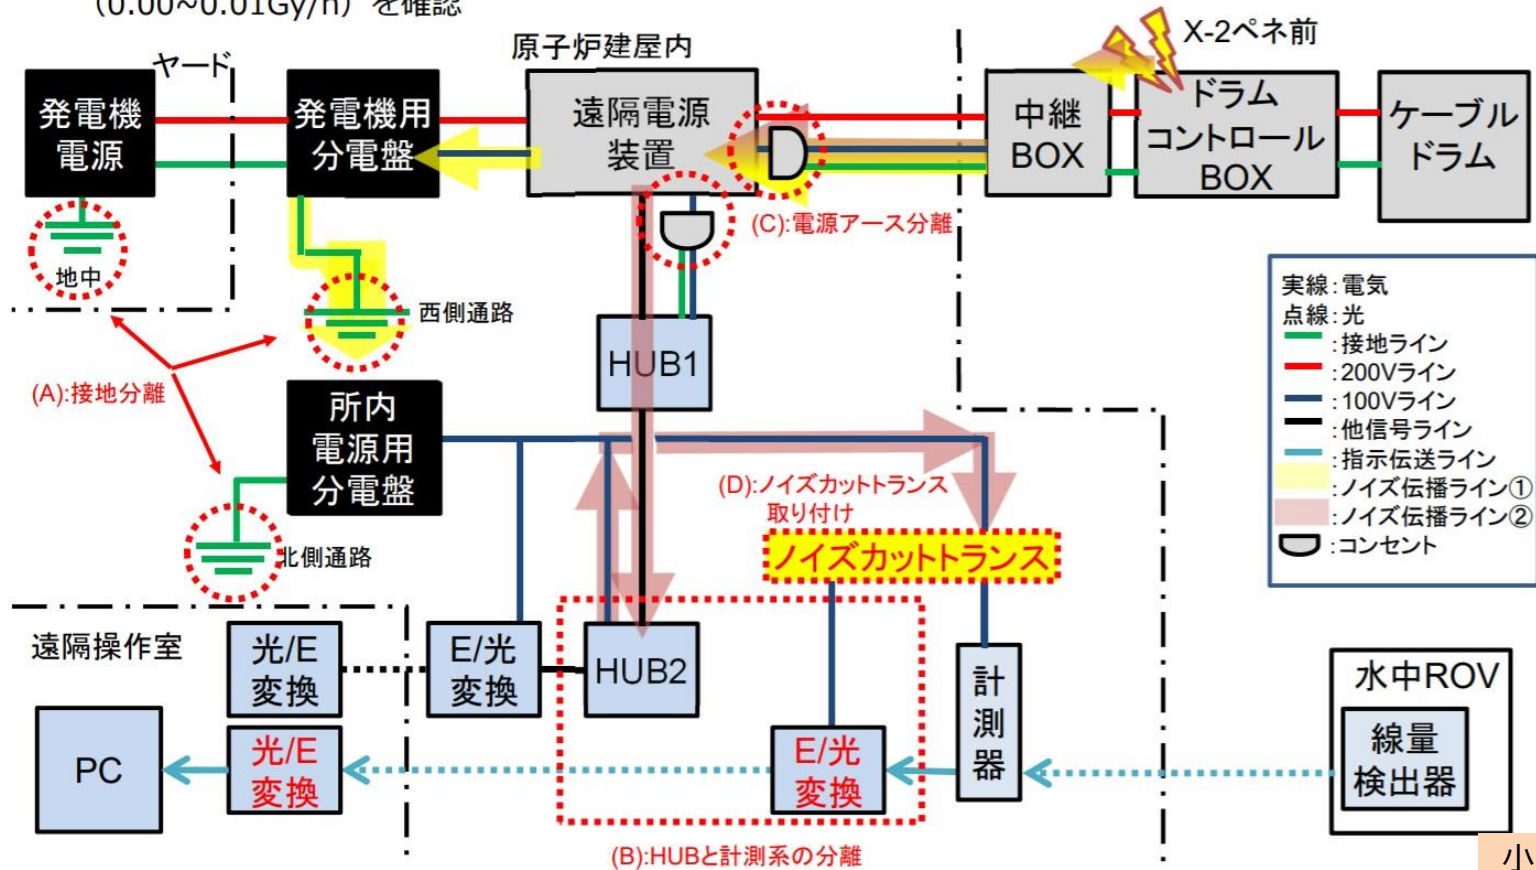 （0.00~0.01Gy/h）を確認
ヤード
原子炉建屋内
X-2ペネ前
発電機
電源
発電機用
分電盤
遠隔電源
装置
中継
BOX
ドラム
コントロール
BOX
ケーブル
ドラム
(C):電源アース分離
地中
西側通路
(A):接地分離
HUB1
所内
電源用
分電盤
北側通路
(D):ノイズカットトランス
取り付け
ノイズカットトランス
実線:電気
点線:光
:接地ライン
:200Vライン
:100Vライン
:他信号ライン
:指示伝送ライン
:ノイズ伝播ライン①
:ノイズ伝播ライン②
:コンセント
遠隔操作室
光/E
変換
E/光
変換
HUB2
計
測
器
水中ROV
線量
検出器
PC
光/E
変換
E/光
変換
(B):HUBと計測系の分離
小